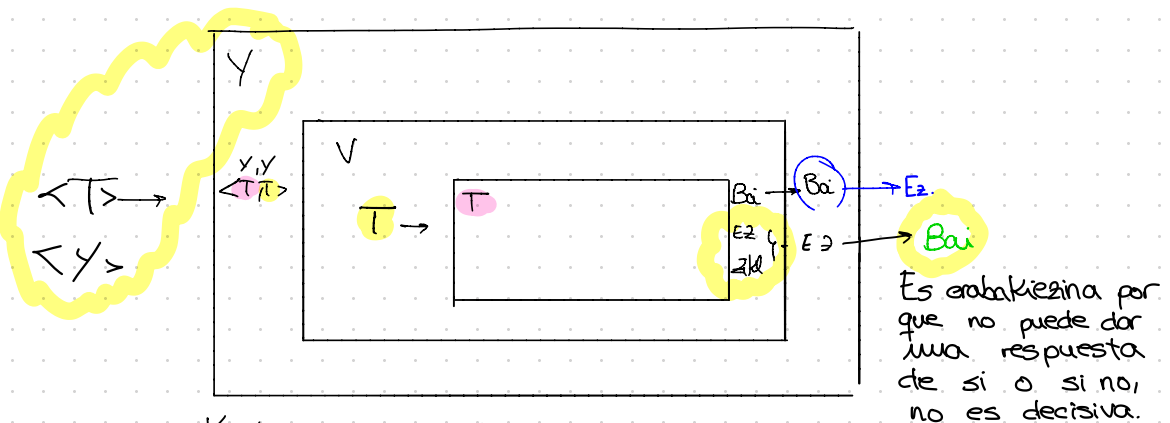 Y
V
Y, Y
<T,T>
<T> →
<Y>
T →
T
Bai → Bai → Ez.
EZ
zikl
EZ → Bai
Es erabakiezina por
que no puede dar
una respuesta
de si o si no,
no es decisiva.